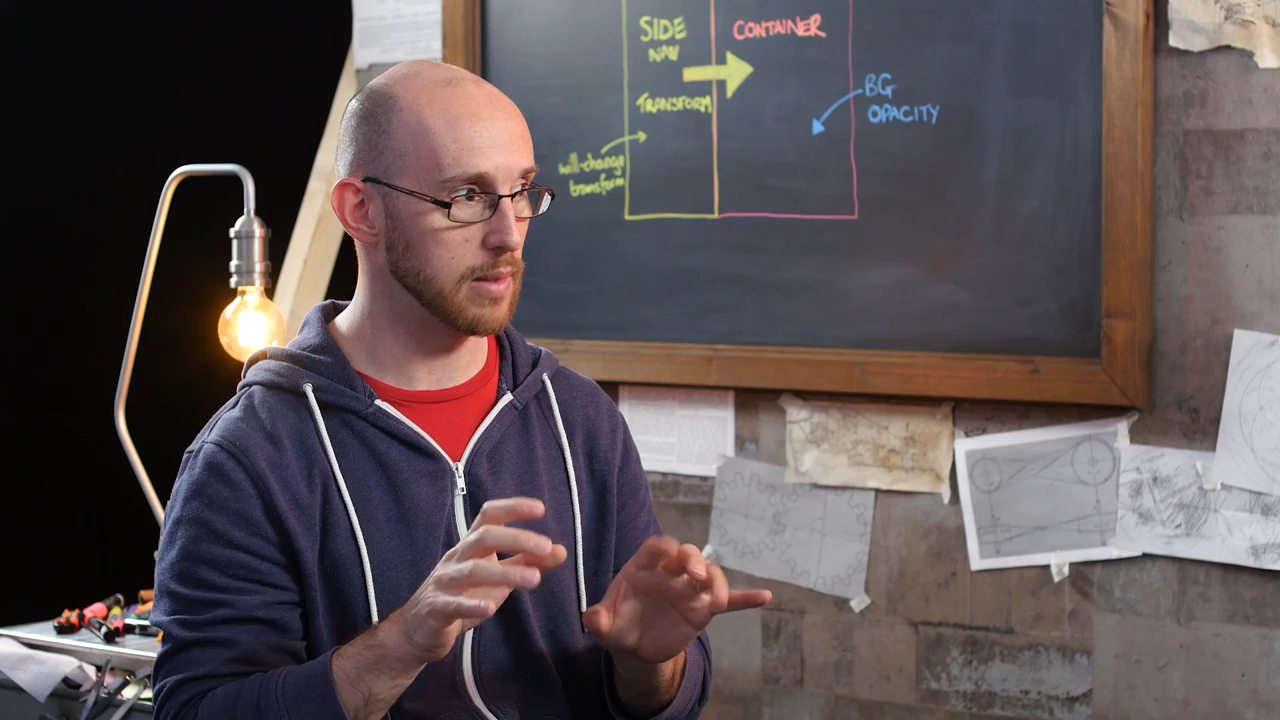 SIDE
NAV
CONTAINER
TRANSFORM
BG
OPACITY
will-change
transform